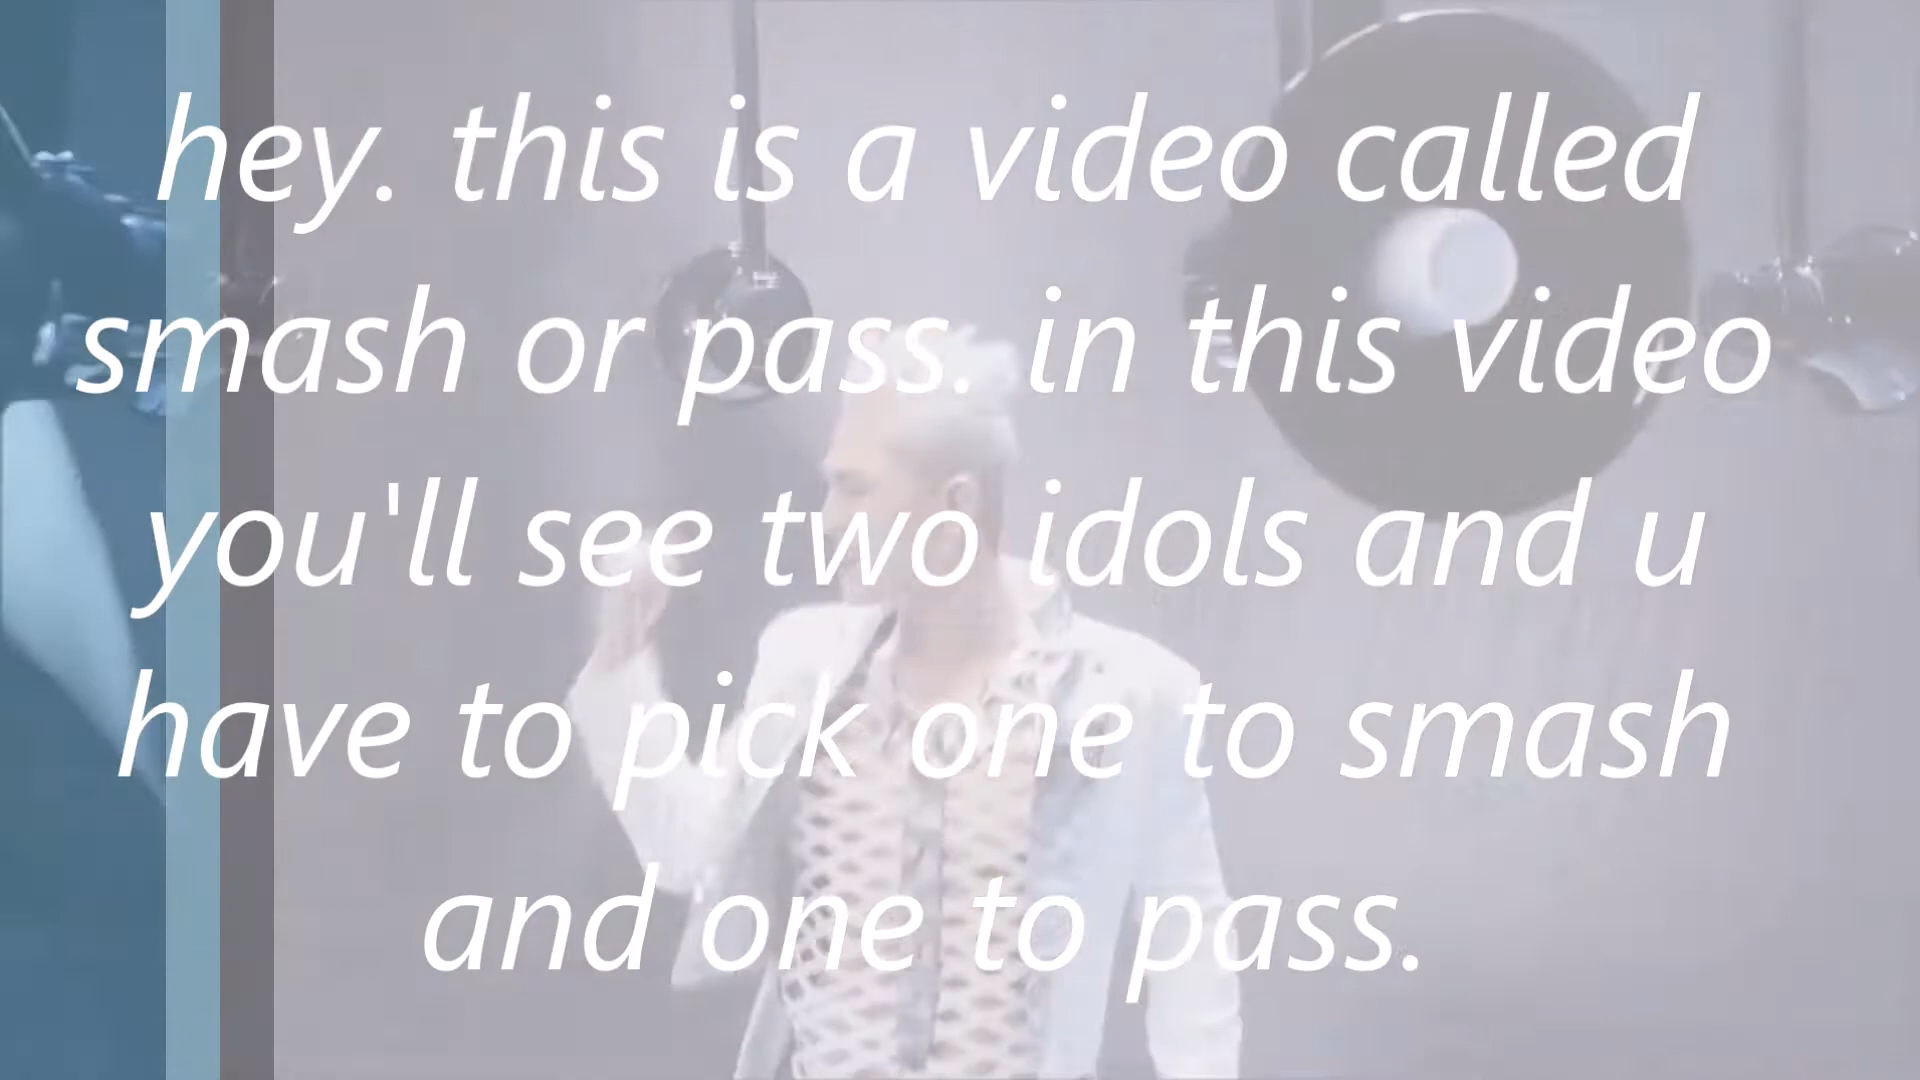 hey. this is a video called
smash or pass. in this video
you'll see two idols and u
have to pick one to smash
and one to pass.